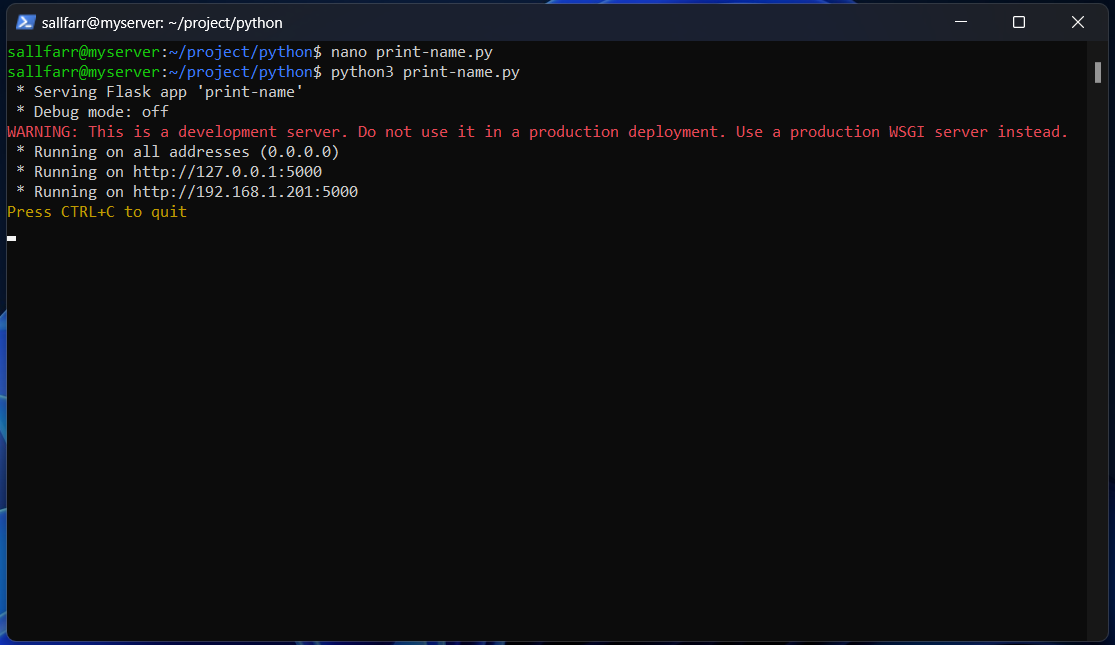 sallfarr@myserver: ~/project/python
sallfarr@myserver:~/project/python$ nano print-name.py
sallfarr@myserver:~/project/python$ python3 print-name.py
 * Serving Flask app 'print-name'
 * Debug mode: off
WARNING: This is a development server. Do not use it in a production deployment. Use a production WSGI server instead.
 * Running on all addresses (0.0.0.0)
 * Running on http://127.0.0.1:5000
 * Running on http://192.168.1.201:5000
Press CTRL+C to quit